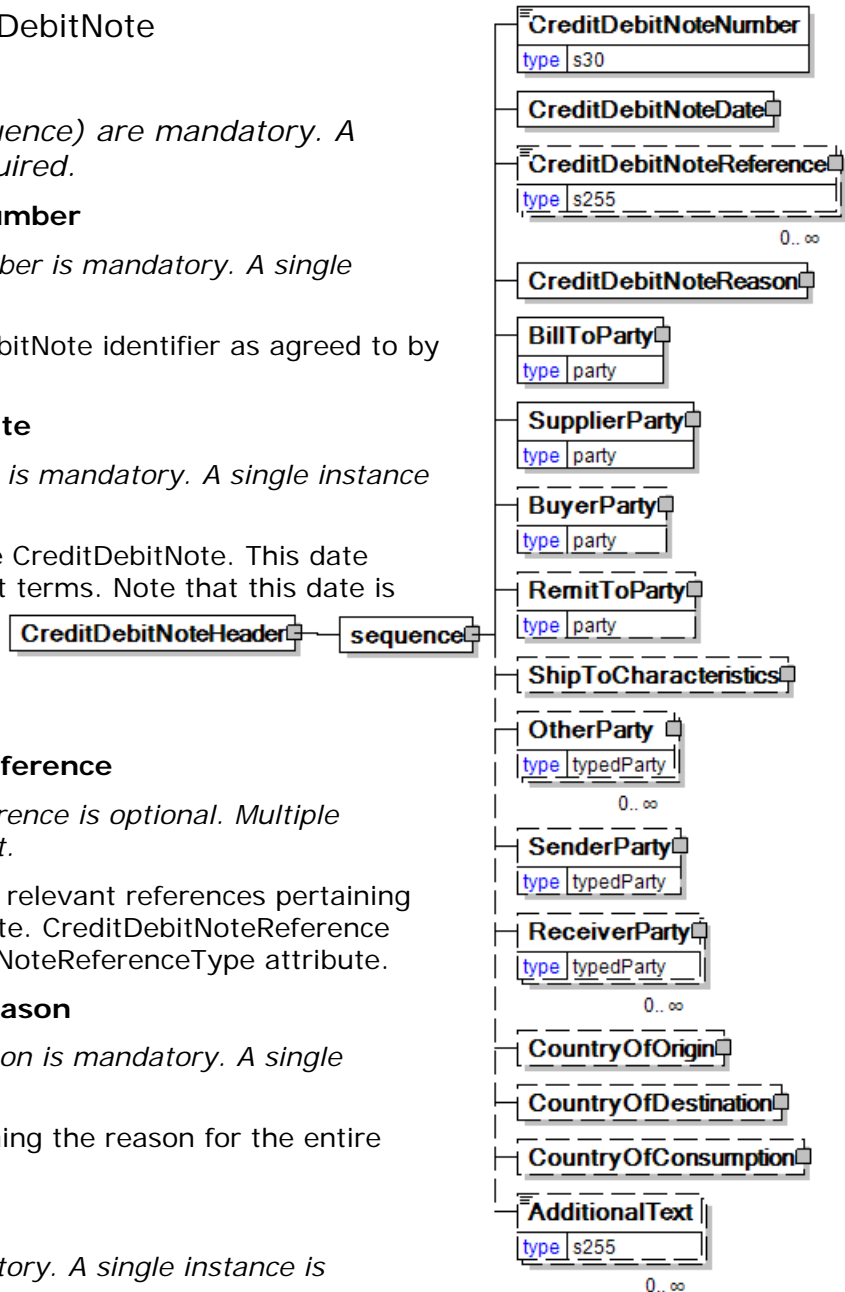 DebitNote
uence) are mandatory. A
uired.
umber
ber is mandatory. A single
bitNote identifier as agreed to by
te
is mandatory. A single instance
e CreditDebitNote. This date
t terms. Note that this date is
ference
rence is optional. Multiple
t.
relevant references pertaining
te. CreditDebitNoteReference
NoteReferenceType attribute.
eason
on is mandatory. A single
ning the reason for the entire
tory. A single instance is
CreditDebitNoteHeader
sequence
CreditDebitNoteNumber
type s30
CreditDebitNoteDate
CreditDebitNoteReference
type s255
0.. ∞
CreditDebitNoteReason
BillToParty
type party
SupplierParty
type party
BuyerParty
type party
RemitToParty
type party
ShipToCharacteristics
OtherParty
type typedParty
0.. ∞
SenderParty
type typedParty
ReceiverParty
type typedParty
0.. ∞
CountryOfOrigin
CountryOfDestination
CountryOfConsumption
AdditionalText
type s255
0.. ∞